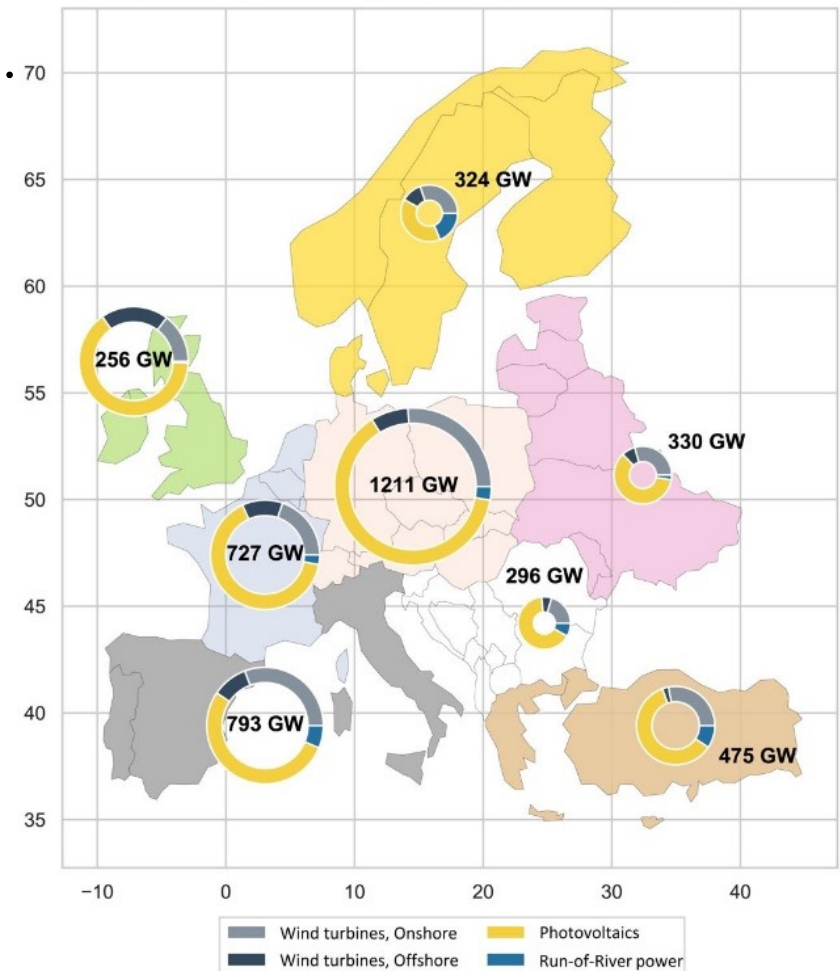 70
65
324 GW
60
256 GW
55
330 GW
1211 GW
50
727 GW
296 GW
45
793 GW
40
475 GW
35
−10 0 10 20 30 40
Wind turbines, Onshore Photovoltaics
Wind turbines, Offshore Run-of-River power